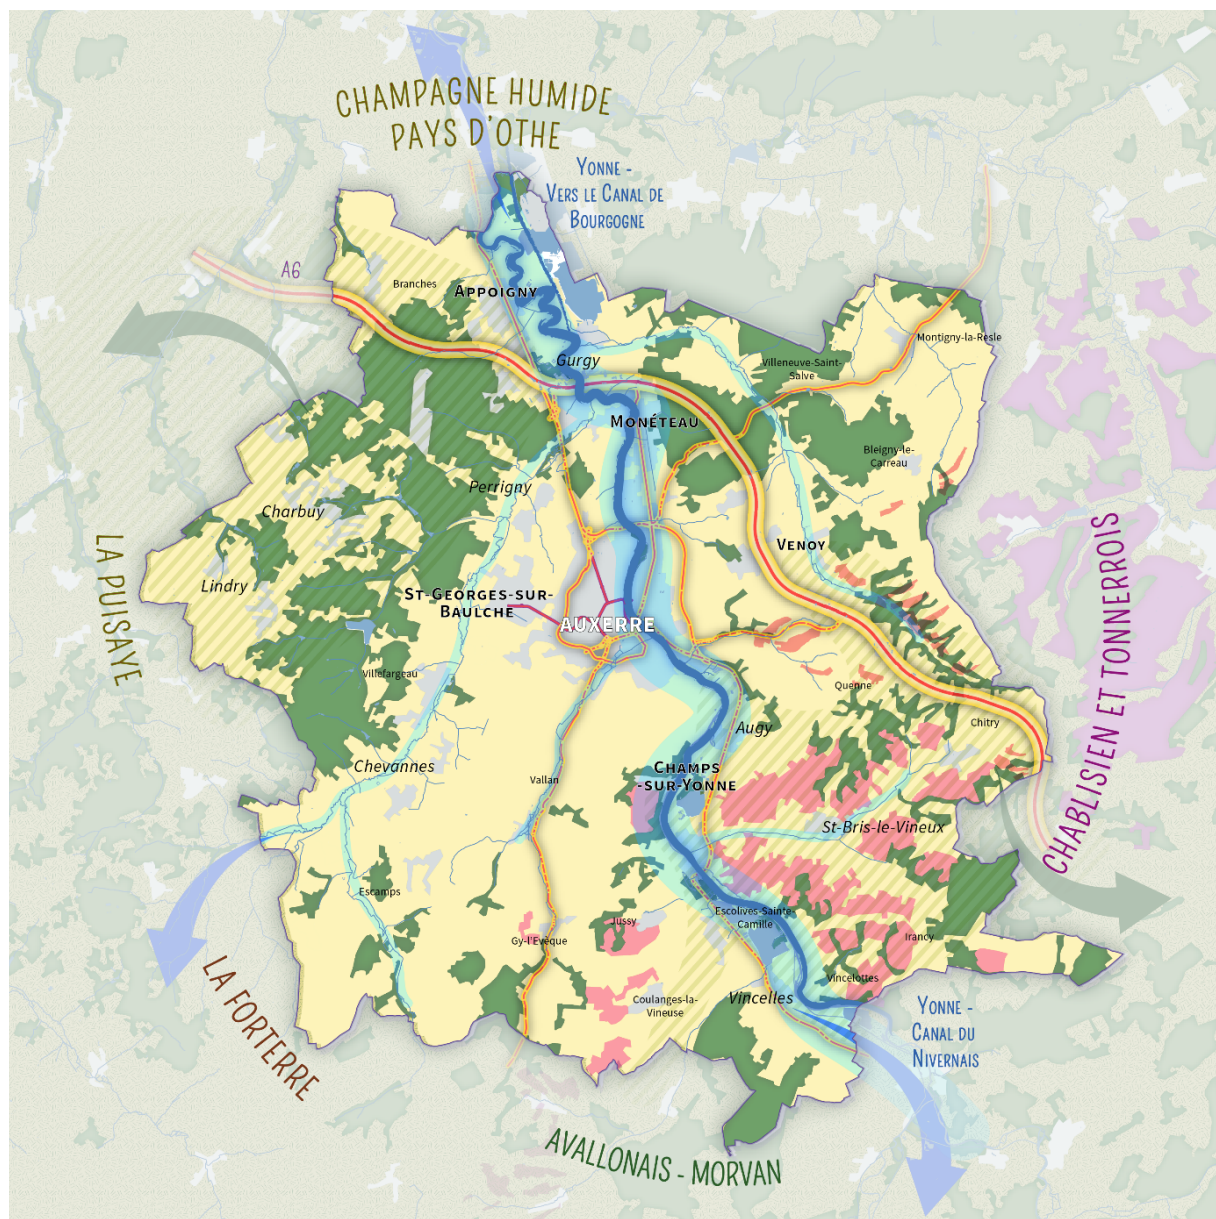 CHAMPAGNE HUMIDE
PAYS D'OTHE
YONNE -
VERS LE CANAL DE
BOURGOGNE
A6
Branches
APPOIGNY
Gurgy
Montigny-la-Resle
Villeneuve-Saint-
Salve
MONÉTEAU
Bleigny-le-
Carreau
Perrigny
Charbuy
VENOY
LA PUISAYE
Lindry
ST-GEORGES-SUR-
BAULCHE
AUXERRE
CHABLISIEN ET TONNERROIS
Villefargeau
Quenne
Chitry
Augy
Chevannes
CHAMPS
-SUR-YONNE
Vallan
St-Bris-le-Vineux
Escamps
Escolives-Sainte-
Camille
Jussy
Gy-l'Evèque
Irancy
Vincelottes
LA FORTERRE
Coulanges-la-
Vineuse
Vincelles
YONNE -
CANAL DU
NIVERNAIS
AVALLONAIS - MORVAN